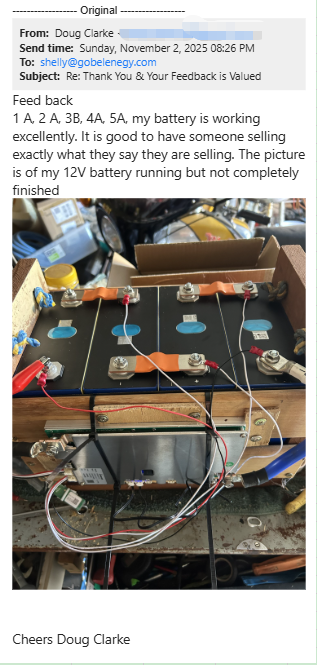 ------------------ Original ------------------
From: Doug Clarke
Send time: Sunday, November 2, 2025 08:26 PM
To: shelly@gobelenegy.com
Subject: Re: Thank You & Your Feedback is Valued
Feed back
1 A, 2 A, 3B, 4A, 5A, my battery is working
excellently. It is good to have someone selling
exactly what they say they are selling. The picture
is of my 12V battery running but not completely
finished
Cheers Doug Clarke